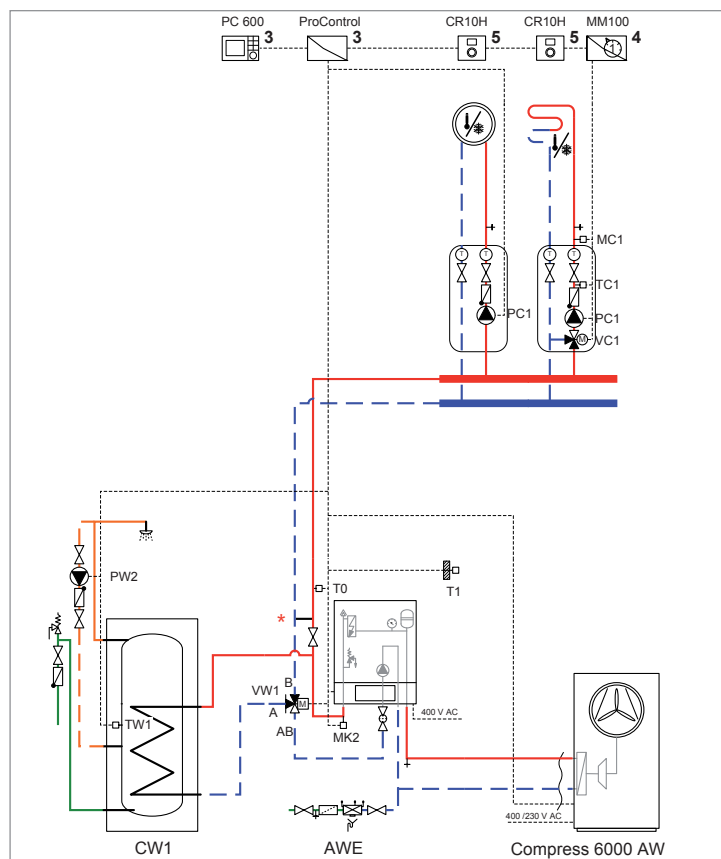 PC 600 3
ProControl 3
CR10H 5
CR10H 5
MM100 4
1
T T
T T
MC1
TC1
PC1
PC1
M VC1
PW2
T0
T1
*
B
VW1 M
A
AB
TW1
MK2
400 V AC
400 /230 V AC
CW1
AWE
Compress 6000 AW